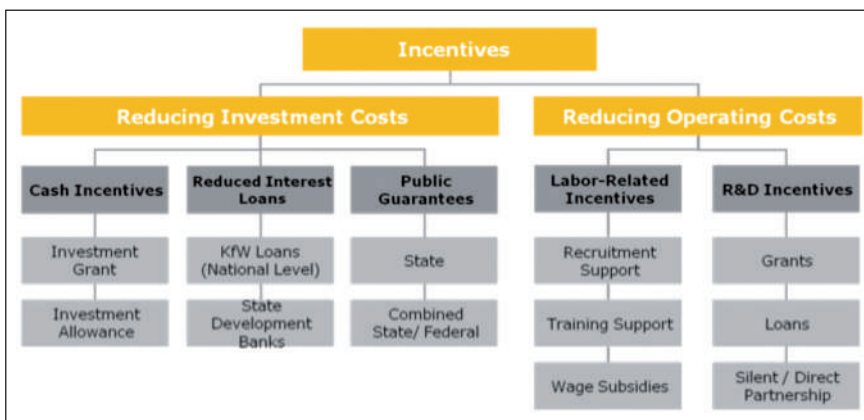 Incentives
Reducing Investment Costs
Reducing Operating Costs
Cash Incentives
Reduced Interest
Loans
Public
Guarantees
Labor-Related
Incentives
R&D Incentives
Investment
Grant
KfW Loans
(National Level)
State
Recruitment
Support
Grants
Investment
Allowance
State
Development
Banks
Combined
State/ Federal
Training Support
Loans
Wage Subsidies
Silent / Direct
Partnership